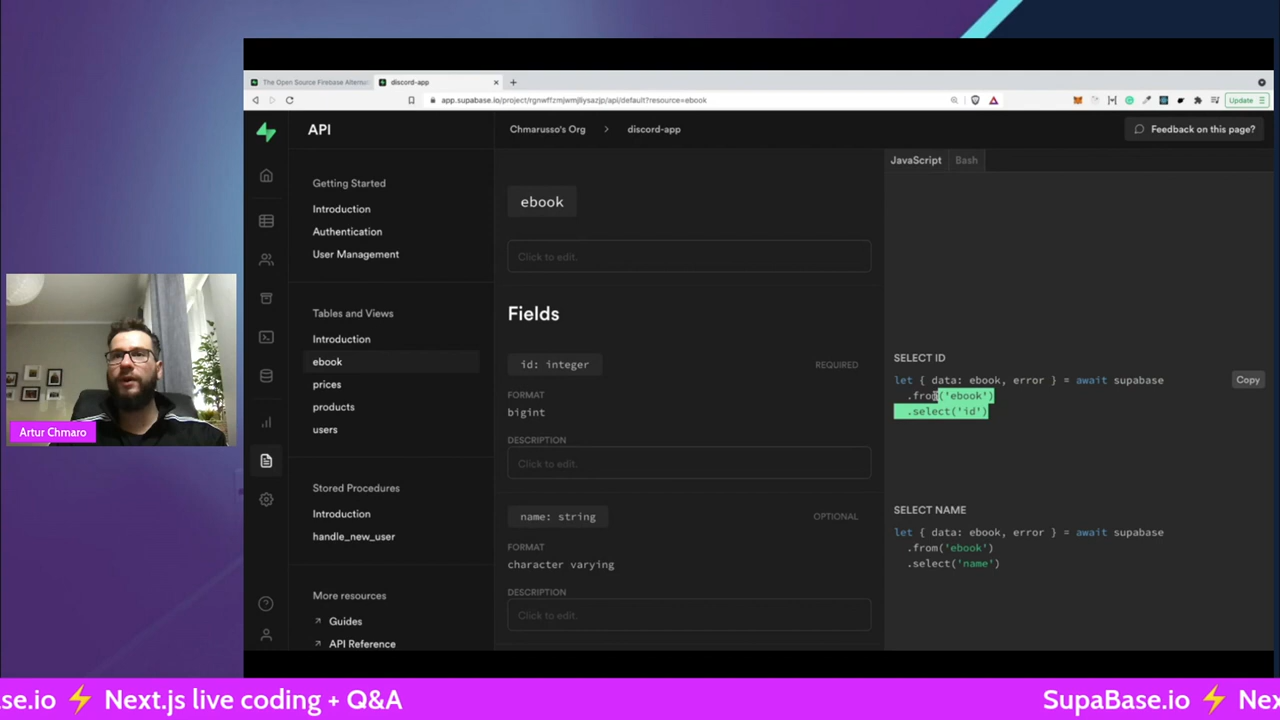 The Open Source Firebase Alterna
discord-app
app.supabase.io/project/rgnwffzmjwmjllysazjp/api/default?resource=ebook
Update
API
Chmarusso's Org > discord-app
Feedback on this page?
JavaScript Bash
Getting Started
Introduction
Authentication
User Management
Tables and Views
Introduction
ebook
prices
products
users
Stored Procedures
Introduction
handle_new_user
More resources
Guides
API Reference
ebook
Click to edit.
Fields
id: integer
REQUIRED
FORMAT
bigint
DESCRIPTION
Click to edit.
name: string
OPTIONAL
FORMAT
character varying
DESCRIPTION
Click to edit.
SELECT ID
let { data: ebook, error } = await supabase
.from('ebook')
.select('id')
Copy
SELECT NAME
let { data: ebook, error } = await supabase
.from('ebook')
.select('name')
Artur Chmaro
se.io ⚡ Next.js live coding + Q&A
SupaBase.io ⚡ Nex